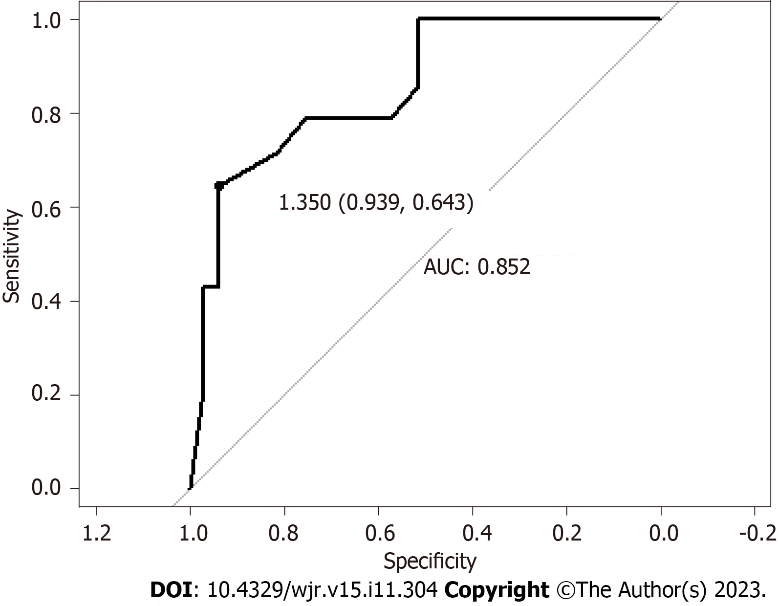 1.0
0.8
0.6
0.4
0.2
0.0
Sensitivity
1.350 (0.939, 0.643)
AUC: 0.852
1.2 1.0 0.8 0.6 0.4 0.2 0.0 -0.2
Specificity
DOI: 10.4329/wjr.v15.i11.304 Copyright ©The Author(s) 2023.